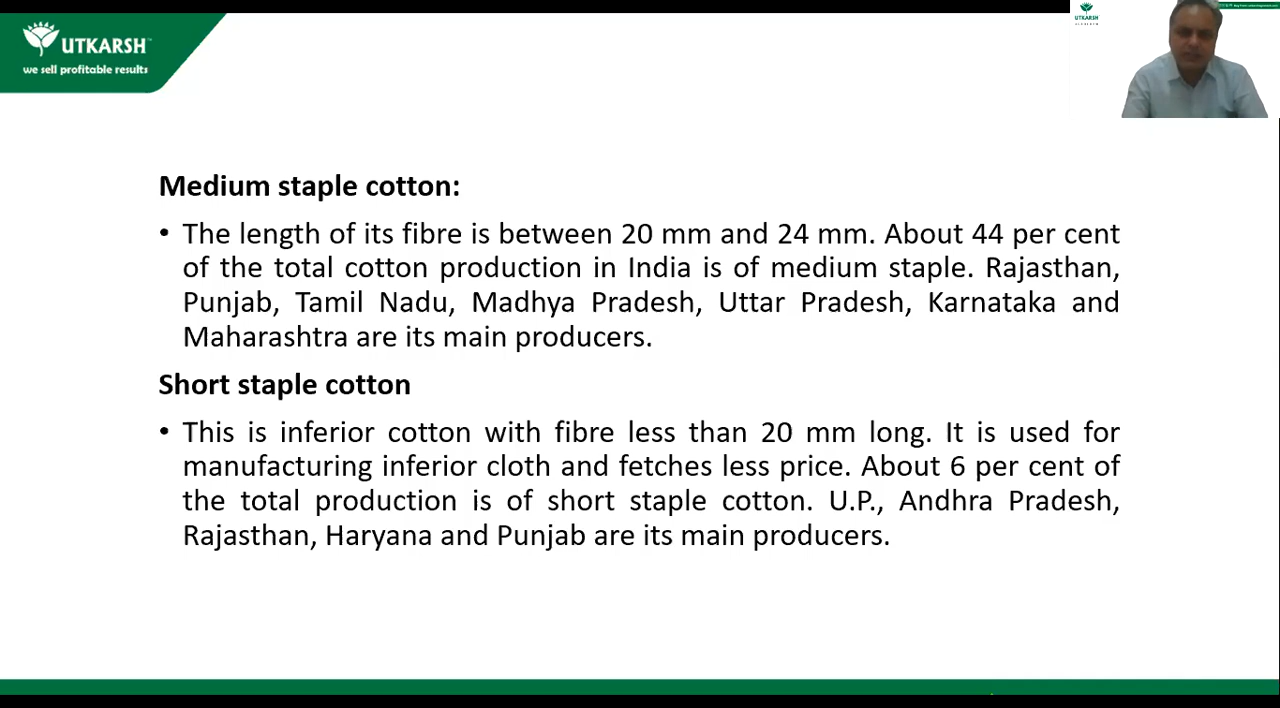 UTKARSH
we sell profitable results
UTKARSH
Medium staple cotton:
• The length of its fibre is between 20 mm and 24 mm. About 44 per cent
of the total cotton production in India is of medium staple. Rajasthan,
Punjab, Tamil Nadu, Madhya Pradesh, Uttar Pradesh, Karnataka and
Maharashtra are its main producers.
Short staple cotton
• This is inferior cotton with fibre less than 20 mm long. It is used for
manufacturing inferior cloth and fetches less price. About 6 per cent of
the total production is of short staple cotton. U.P., Andhra Pradesh,
Rajasthan, Haryana and Punjab are its main producers.